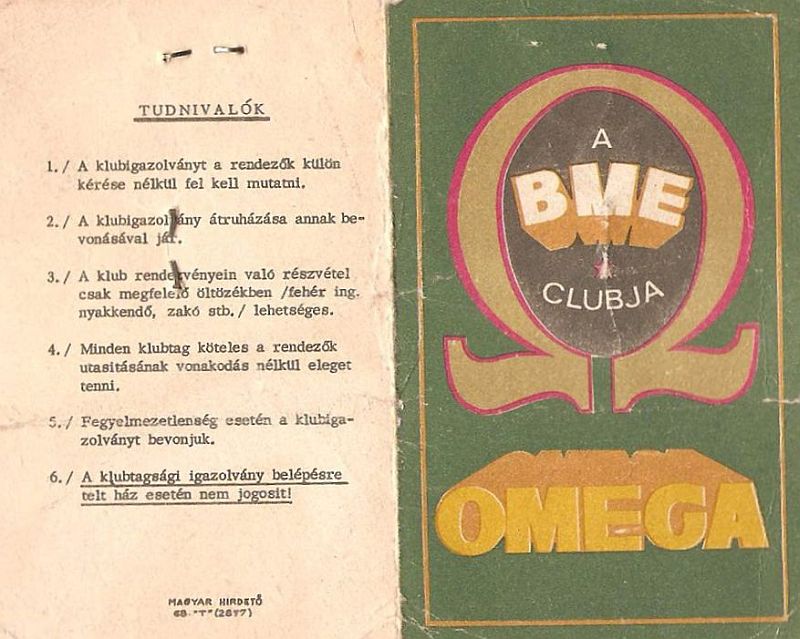 TUDNIVALÓK
1./ A klubigazolványt a rendezők külön
kérése nélkül fel kell mutatni.
2./ A klubigazolvány átruházása annak be-
vonásával jár.
3./ A klub rendezvényein való részvétel
csak megfelelő öltözékben /fehér ing.
nyakkendő, zakó stb./ lehetséges.
4./ Minden klubtag köteles a rendezők
utasitásának vonakodás nélkül eleget
tenni.
5./ Fegyelmezetlenség esetén a klubiga-
zolványt bevonjuk.
6./ A klubtagsági igazolvány belépésre
telt ház esetén nem jogosit!
MAGYAR HIRDETŐ
68-"T"(2877)
A
BME
CLUBJA
OMEGA